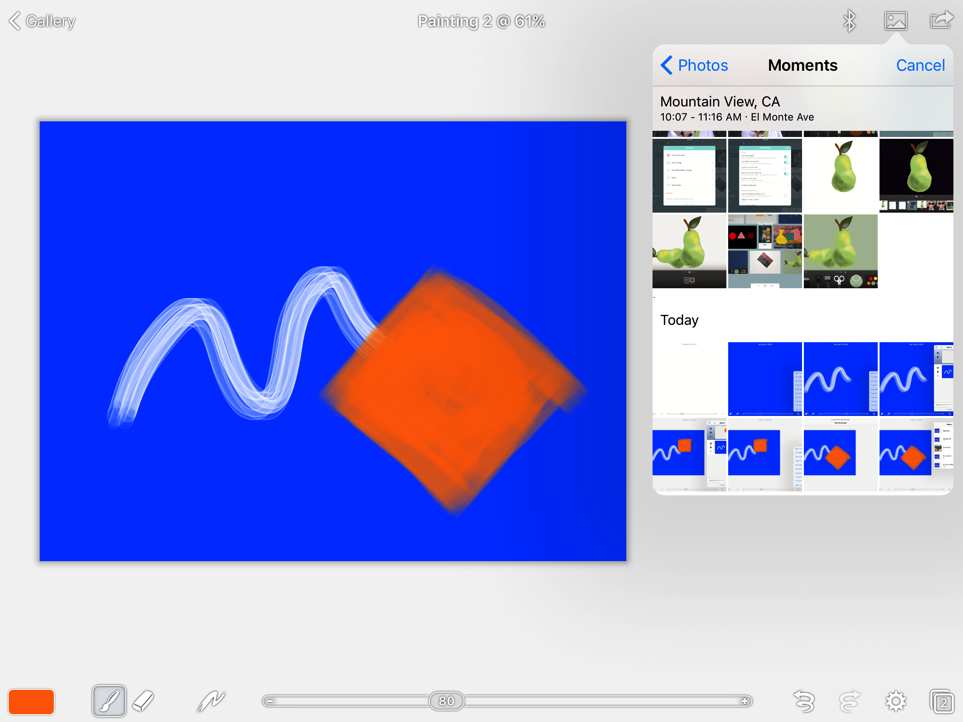 Gallery
Painting 2 @ 61%
Photos
Moments
Cancel
Mountain View, CA
10:07 - 11:16 AM · El Monte Ave
Today
80
2